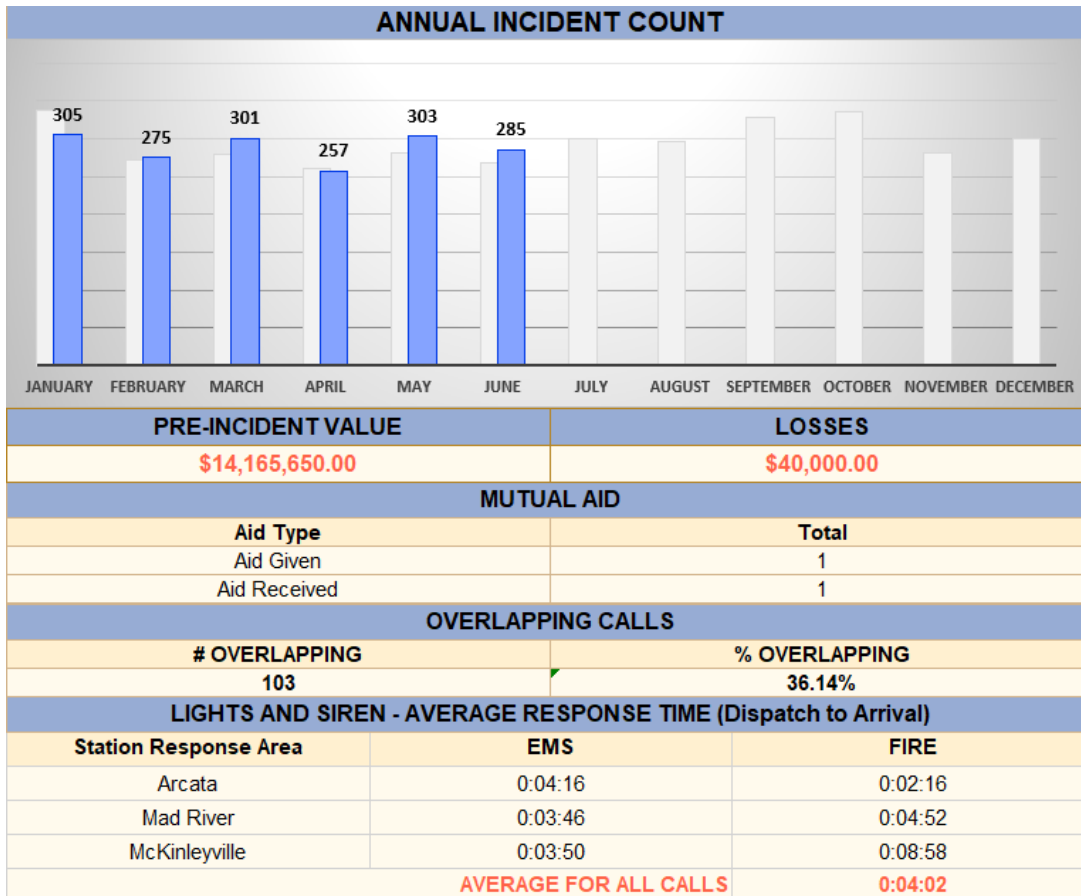 ANNUAL INCIDENT COUNT
305 275 301 257 303 285
JANUARY FEBRUARY MARCH APRIL MAY JUNE JULY AUGUST SEPTEMBER OCTOBER NOVEMBER DECEMBER
PRE-INCIDENT VALUE LOSSES
$14,165,650.00 $40,000.00
MUTUAL AID
Aid Type Total
Aid Given 1
Aid Received 1
OVERLAPPING CALLS
# OVERLAPPING % OVERLAPPING
103 36.14%
LIGHTS AND SIREN - AVERAGE RESPONSE TIME (Dispatch to Arrival)
Station Response Area EMS FIRE
Arcata 0:04:16 0:02:16
Mad River 0:03:46 0:04:52
McKinleyville 0:03:50 0:08:58
AVERAGE FOR ALL CALLS 0:04:02